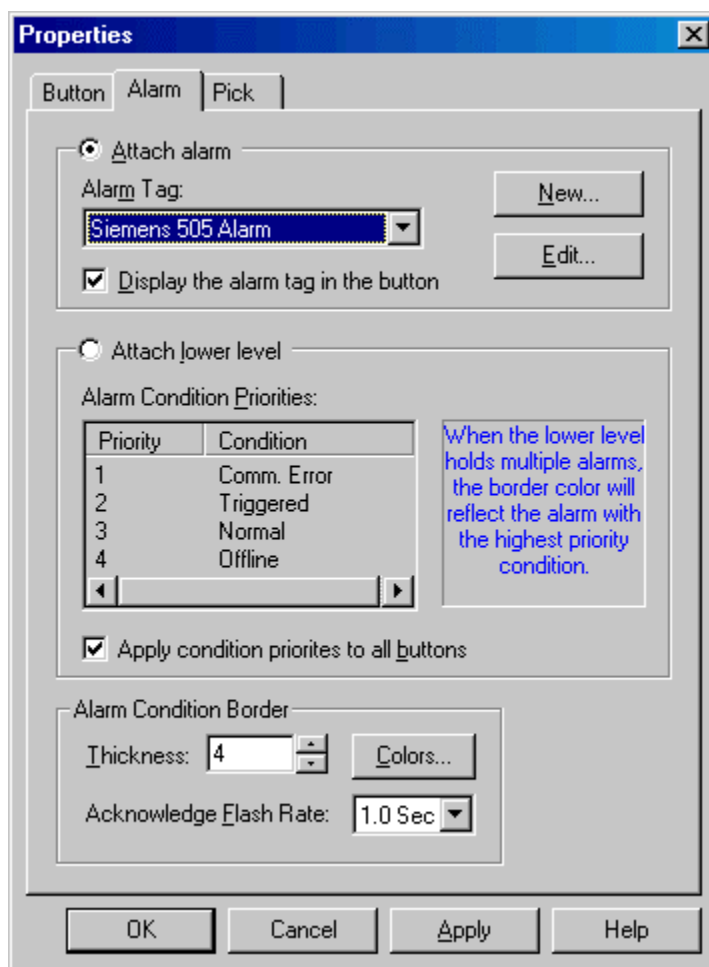 Properties
Button Alarm Pick
Attach alarm
Alarm Tag:
Siemens 505 Alarm
New...
Edit...
Display the alarm tag in the button
Attach lower level
Alarm Condition Priorities:
Priority Condition
1 Comm. Error
2 Triggered
3 Normal
4 Offline
When the lower level
holds multiple alarms,
the border color will
reflect the alarm with
the highest priority
condition.
Apply condition priorites to all buttons
Alarm Condition Border
Thickness: 4 Colors...
Acknowledge Flash Rate: 1.0 Sec
OK Cancel Apply Help